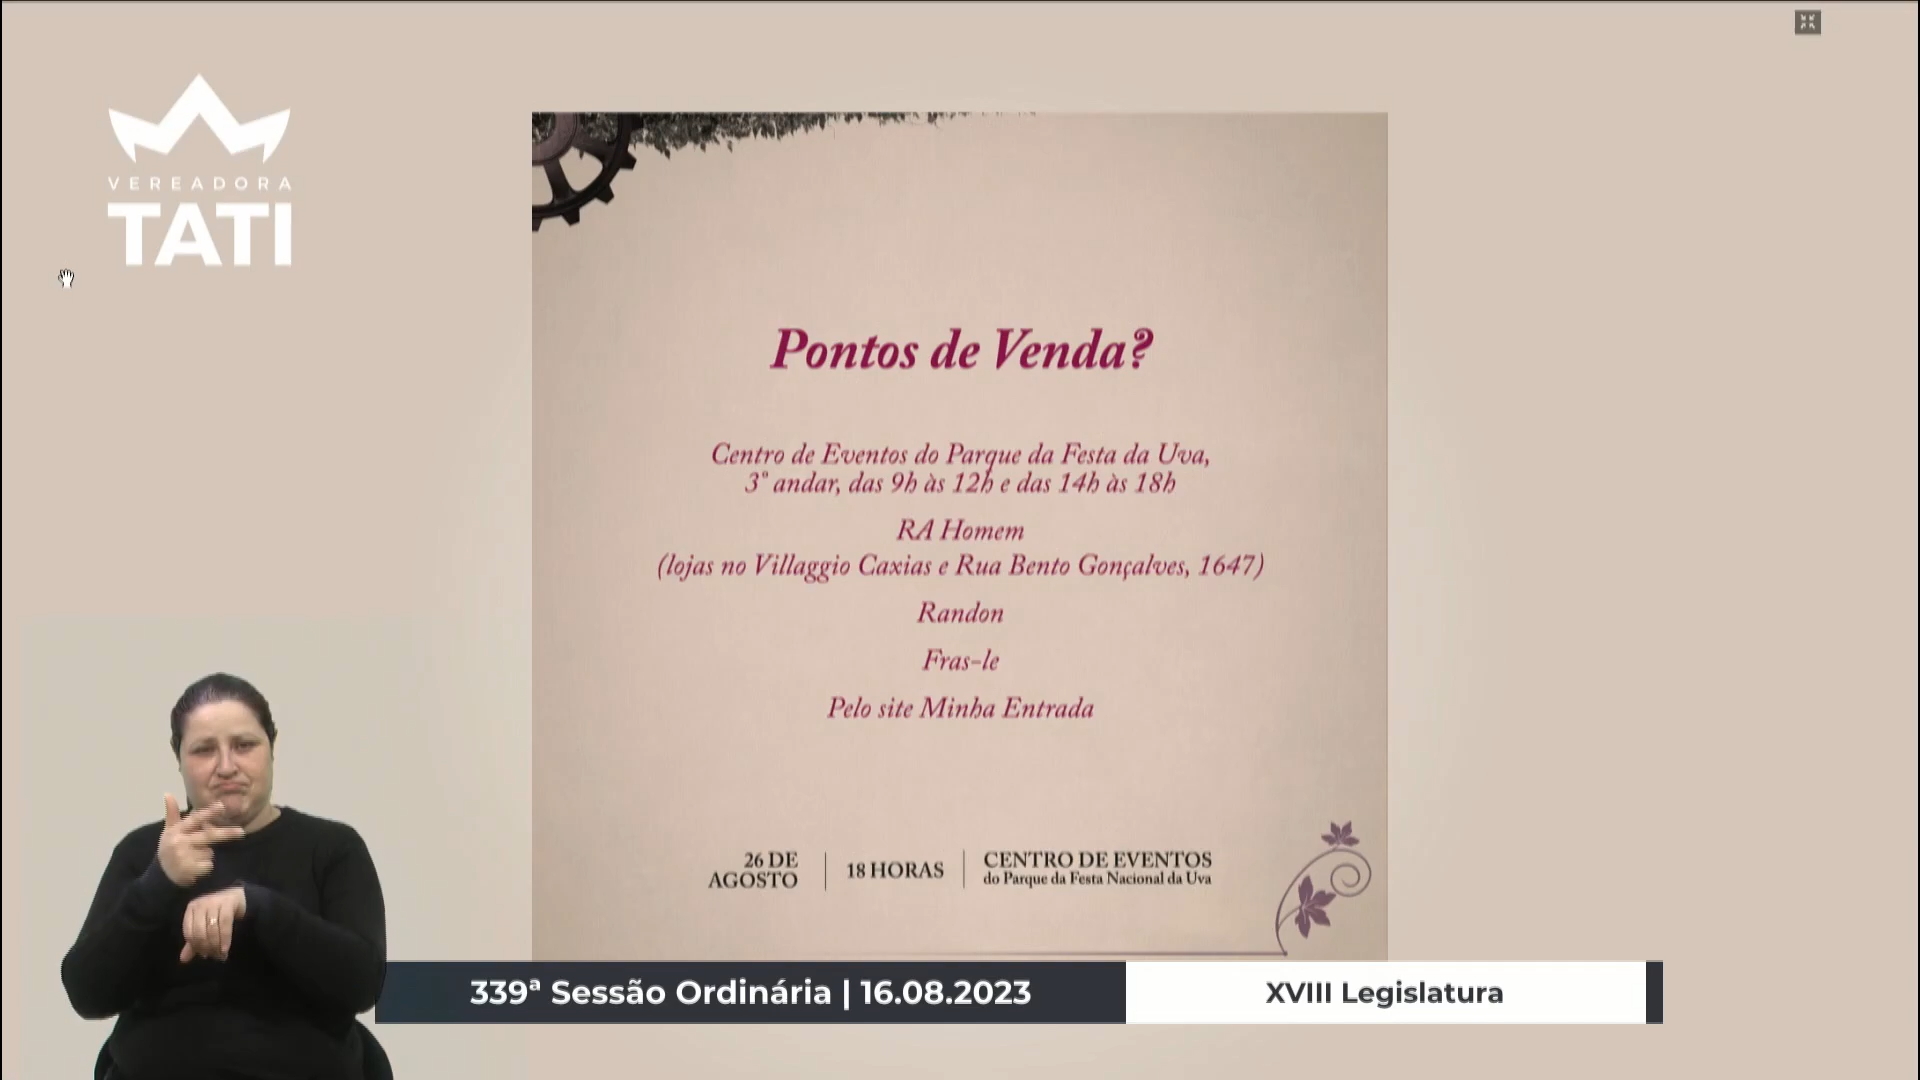 VEREADORA
TATI
Pontos de Venda?
Centro de Eventos do Parque da Festa da Uva,
3° andar, das 9h às 12h e das 14h às 18h
RA Homem
(lojas no Villaggio Caxias e Rua Bento Gonçalves, 1647)
Randon
Fras-le
Pelo site Minha Entrada
26 DE
AGOSTO
18 HORAS
CENTRO DE EVENTOS
do Parque da Festa Nacional da Uva
339ª Sessão Ordinária | 16.08.2023
XVIII Legislatura